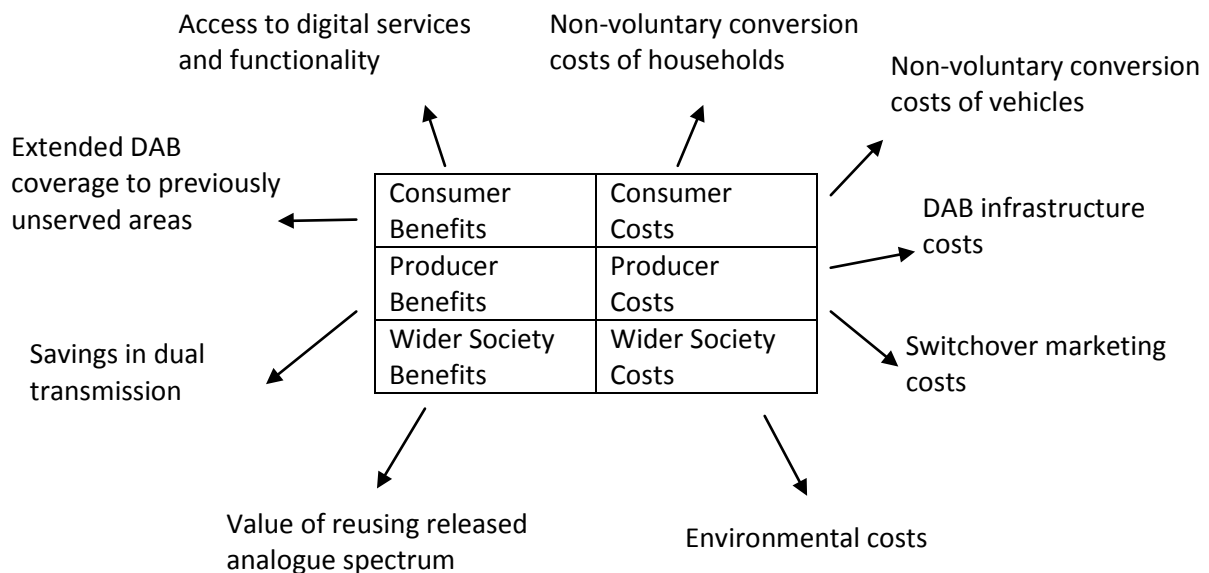 Access to digital services
and functionality
Non-voluntary conversion
costs of households
Non-voluntary conversion
costs of vehicles
Extended DAB
coverage to previously
unserved areas
Consumer
Benefits
Consumer
Costs
DAB infrastructure
costs
Producer
Benefits
Producer
Costs
Wider Society
Benefits
Wider Society
Costs
Savings in dual
transmission
Switchover marketing
costs
Value of reusing released
analogue spectrum
Environmental costs